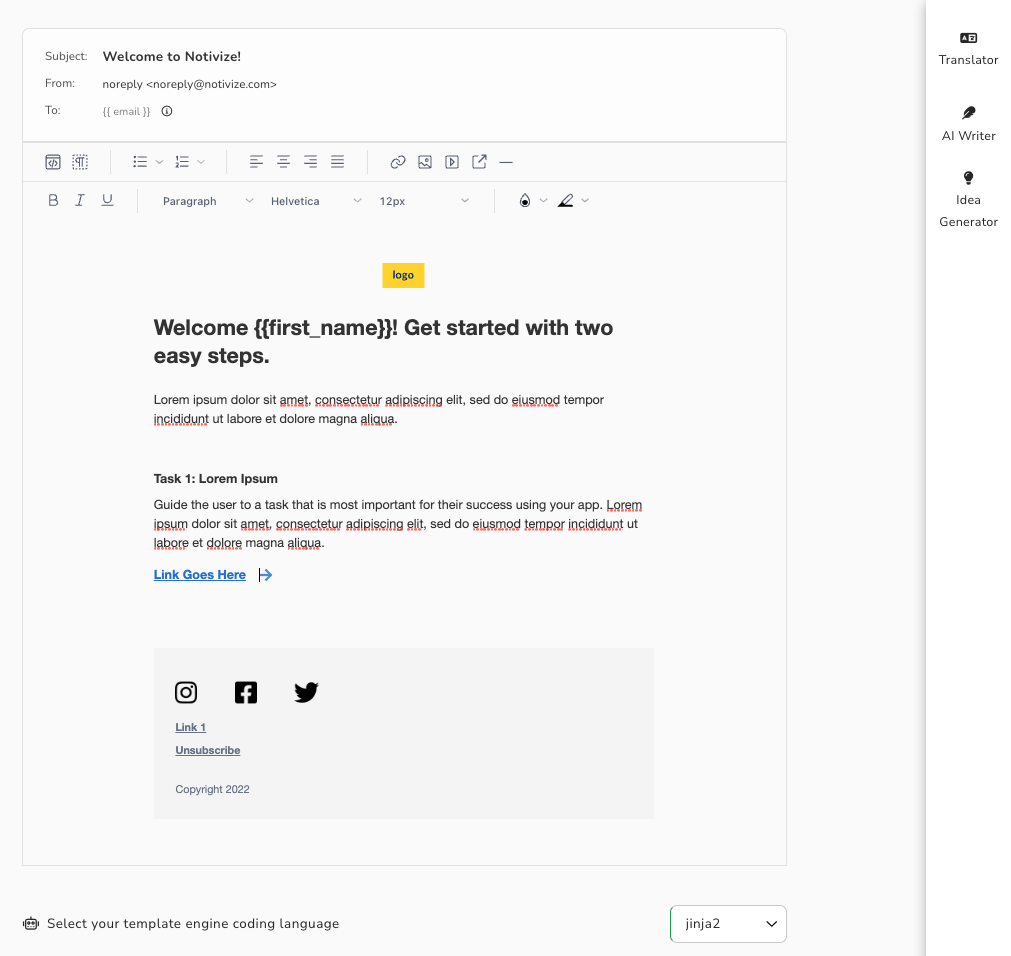 Subject: Welcome to Notivize!
From: noreply <noreply@notivize.com>
To: {{ email }}
Translator
AI Writer
Idea
Generator
B I U Paragraph Helvetica 12px
logo
Welcome {{first_name}}! Get started with two
easy steps.
Lorem ipsum dolor sit amet, consectetur adipiscing elit, sed do eiusmod tempor
incididunt ut labore et dolore magna aliqua.
Task 1: Lorem Ipsum
Guide the user to a task that is most important for their success using your app. Lorem
ipsum dolor sit amet, consectetur adipiscing elit, sed do eiusmod tempor incididunt ut
labore et dolore magna aliqua.
Link Goes Here
Link 1
Unsubscribe
Copyright 2022
Select your template engine coding language
jinja2